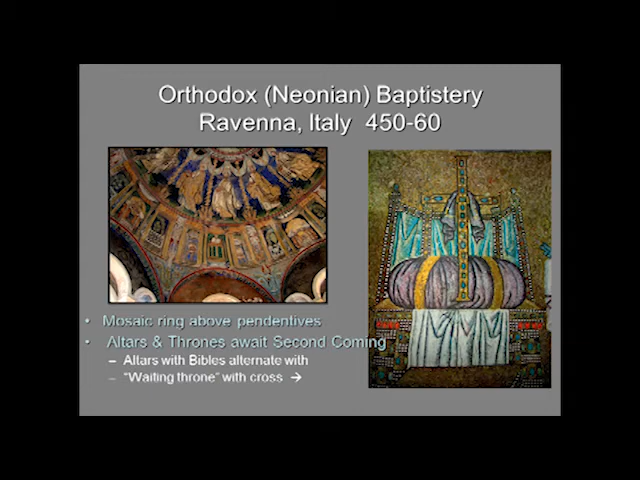 Orthodox (Neonian) Baptistery
Ravenna, Italy 450-60
• Mosaic ring above pendentives
• Altars & Thrones await Second Coming
– Altars with Bibles alternate with
– "Waiting throne" with cross →